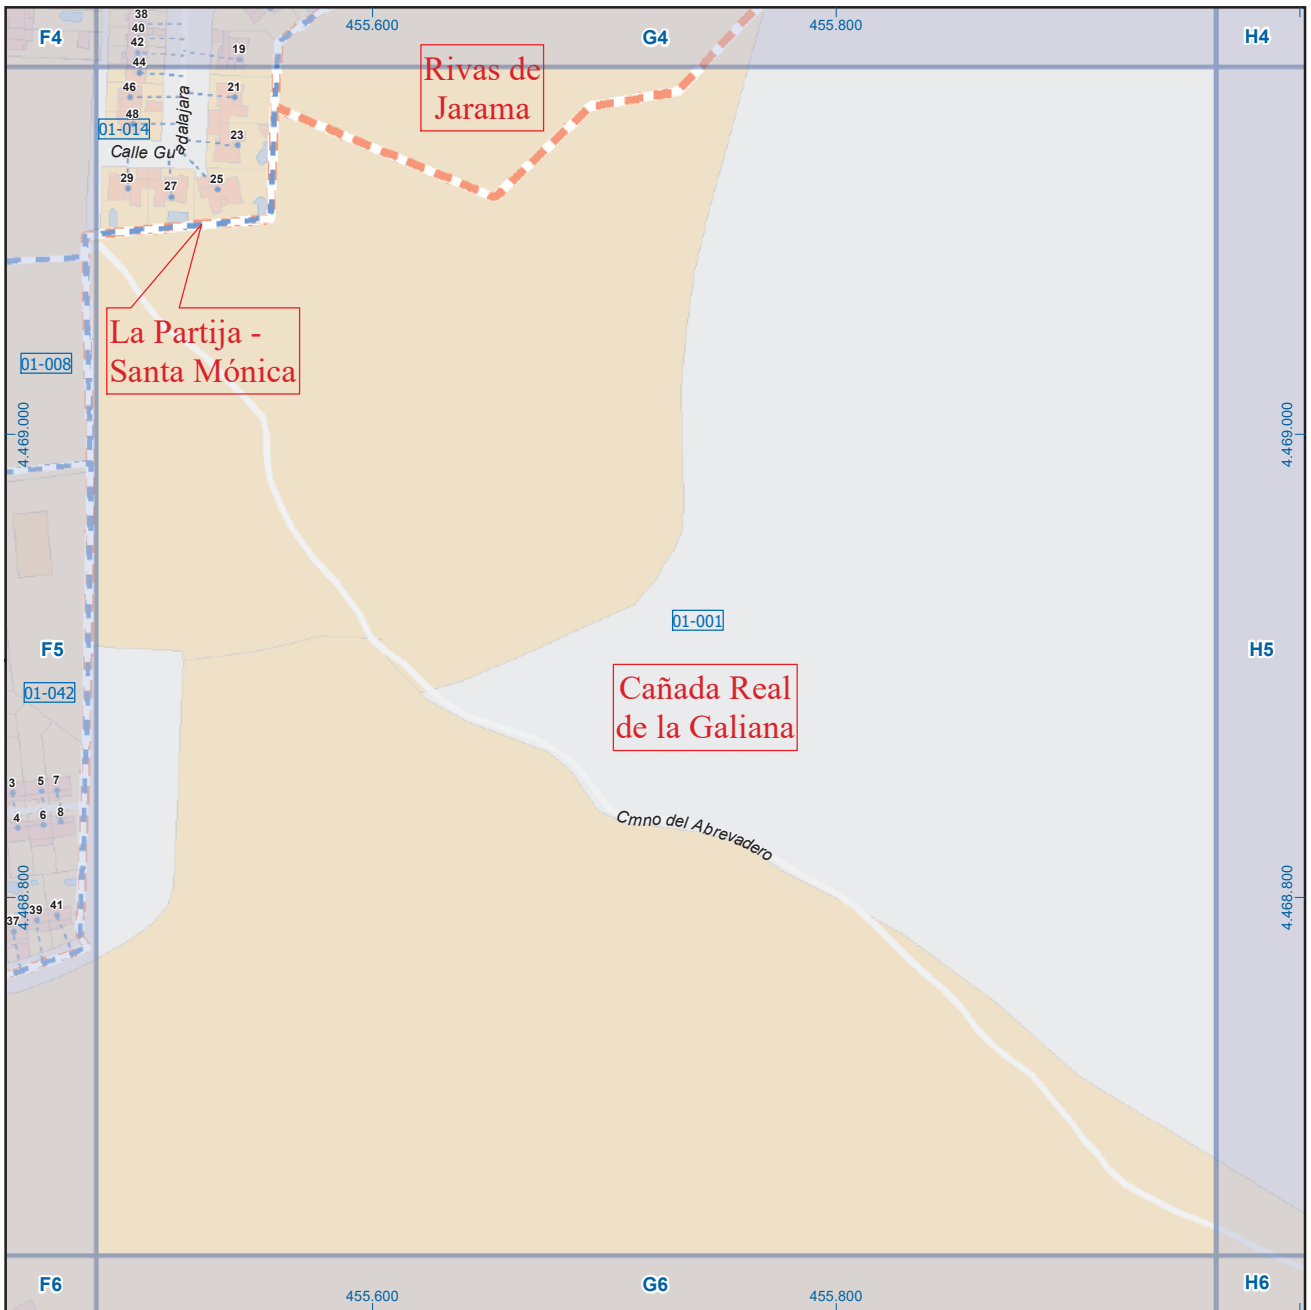 38
455.600
455.800
F4
40
G4
H4
42
19
44
Rivas de
Jarama
46
21
48
01-014
23
Calle Guadalajara
29
27
25
La Partija -
Santa Mónica
01-008
4.469.000
4.469.000
01-001
F5
H5
01-042
Cañada Real
de la Galiana
3
5
7
4
6
8
Cmno del Abrevadero
4.468.800
4.468.800
37
39
41
F6
G6
H6
455.600
455.800